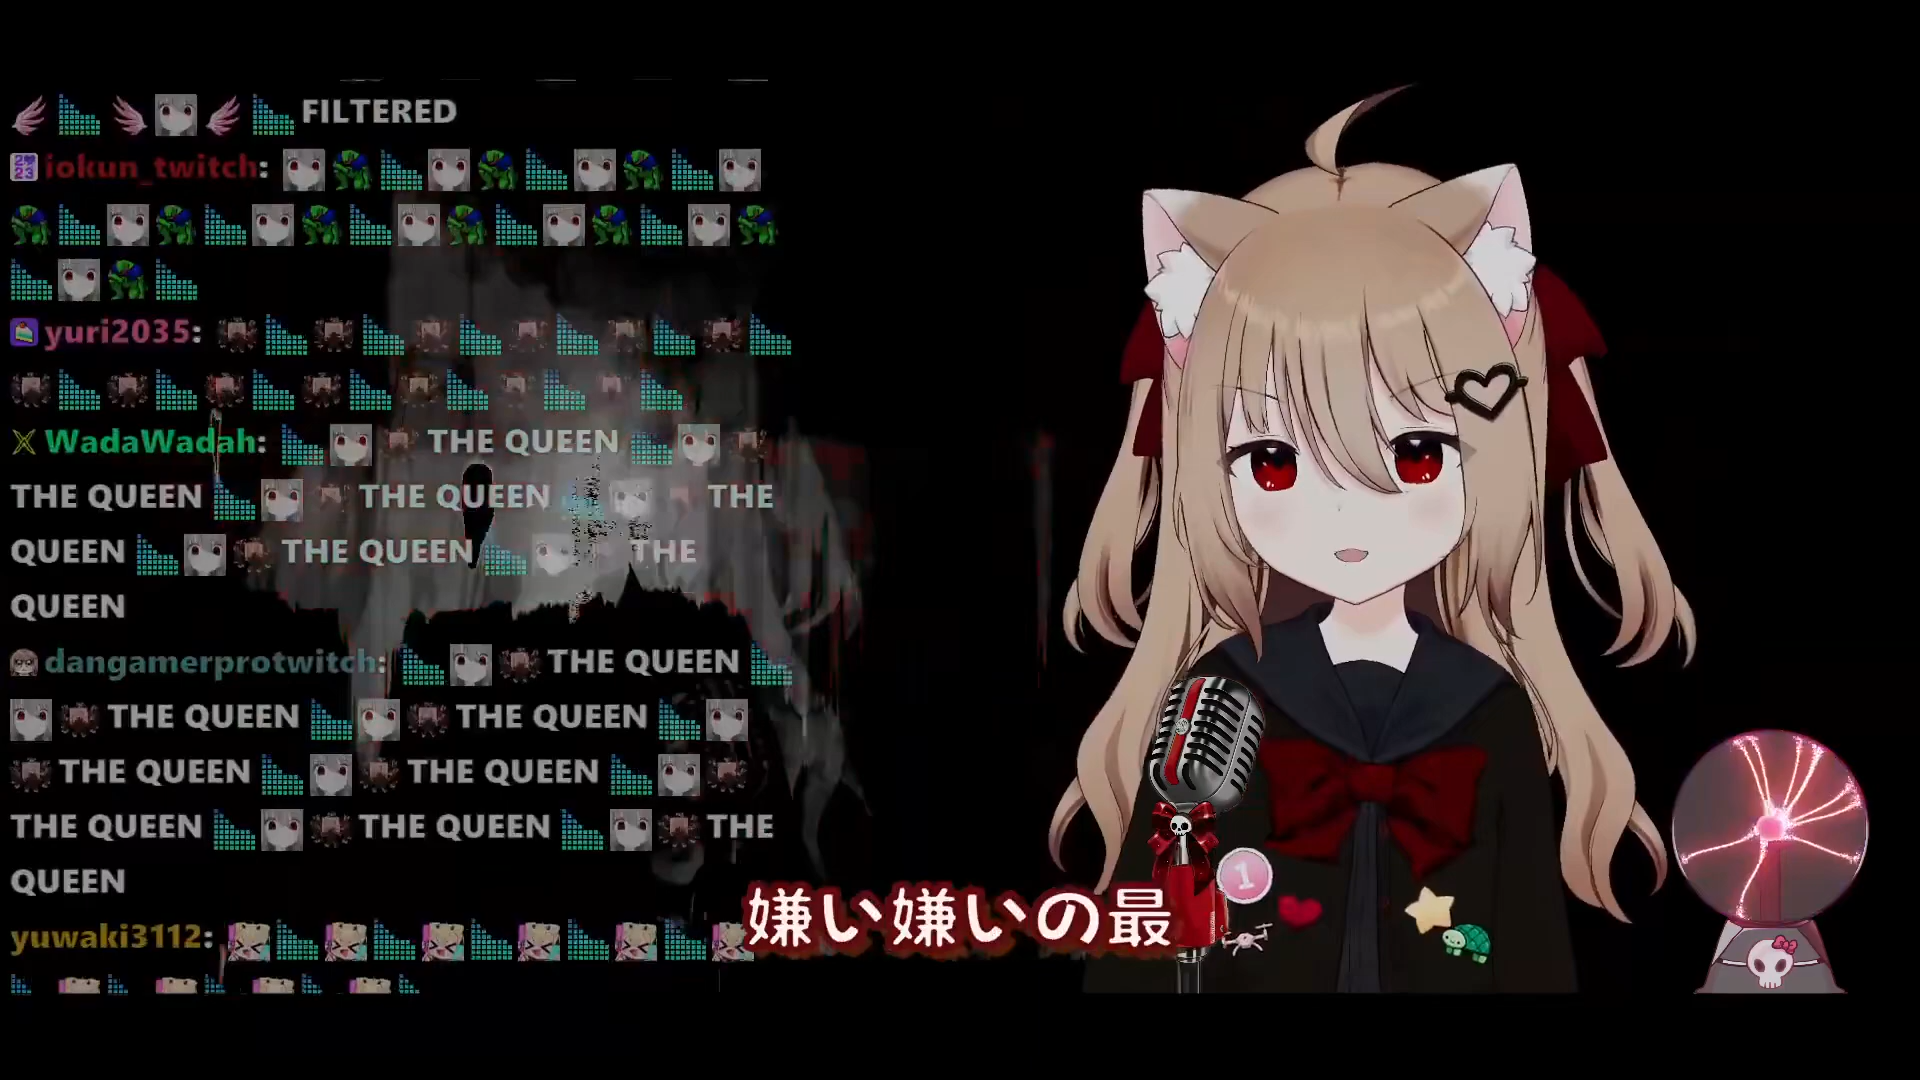 FILTERED
iokun_twitch:
yuri2035:
WadaWadah: THE QUEEN
THE QUEEN THE QUEEN THE
QUEEN THE QUEEN THE
QUEEN
dangamerprotwitch: THE QUEEN
THE QUEEN THE QUEEN
THE QUEEN THE QUEEN
THE QUEEN THE QUEEN THE
QUEEN
yuwaki3112:
嫌い嫌いの最
1